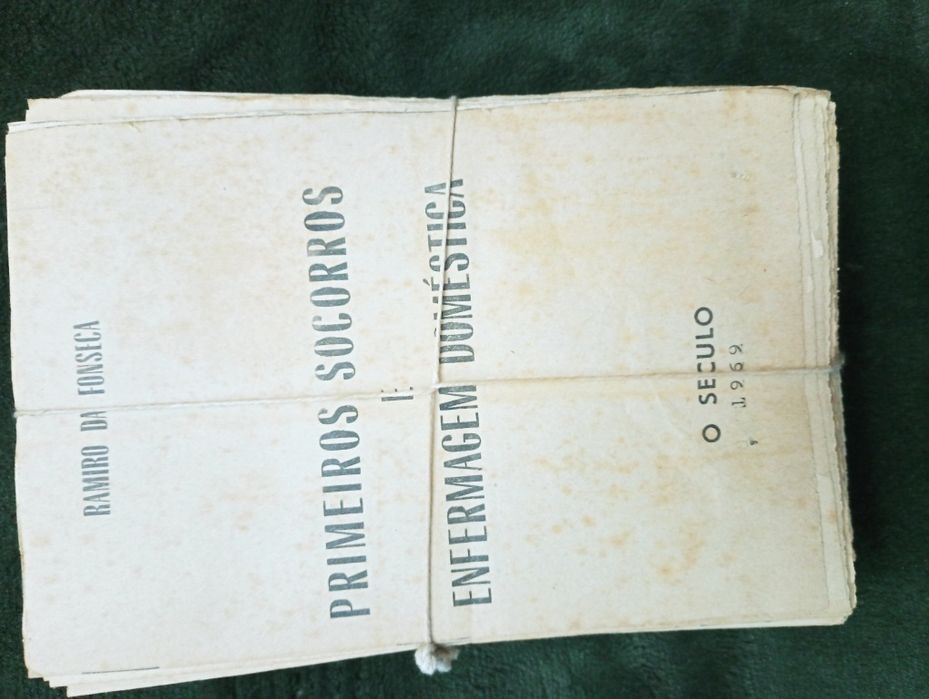 RAMIRO DA FONSECA
PRIMEIROS SOCORROS
E
ENFERMAGEM DOMÉSTICA
O SECULO
1969